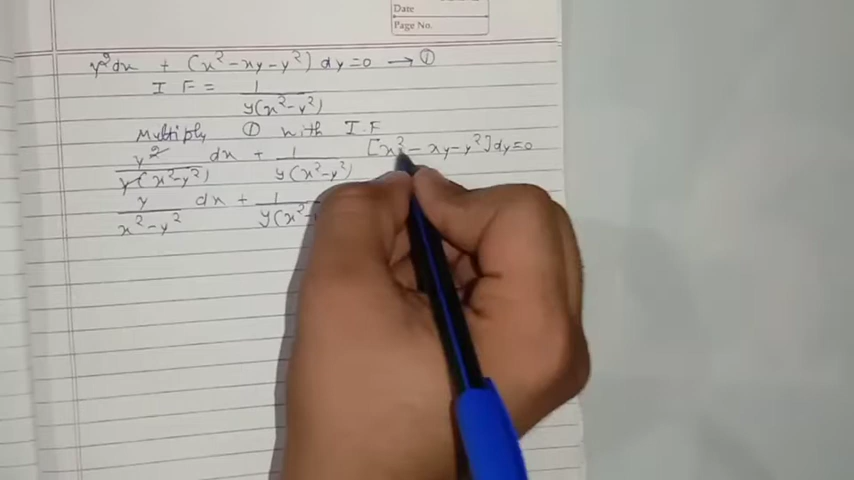 Date
Page No.
y²dx + (x²-xy-y²) dy=0 → ①
I F = 1/y(x²-y²)
Multiply ① with I.F
y²/y(x²-y²) dx + 1/y(x²-y²) [x²-xy-y²]dy=0
y/x²-y² dx + 1/y(x²-